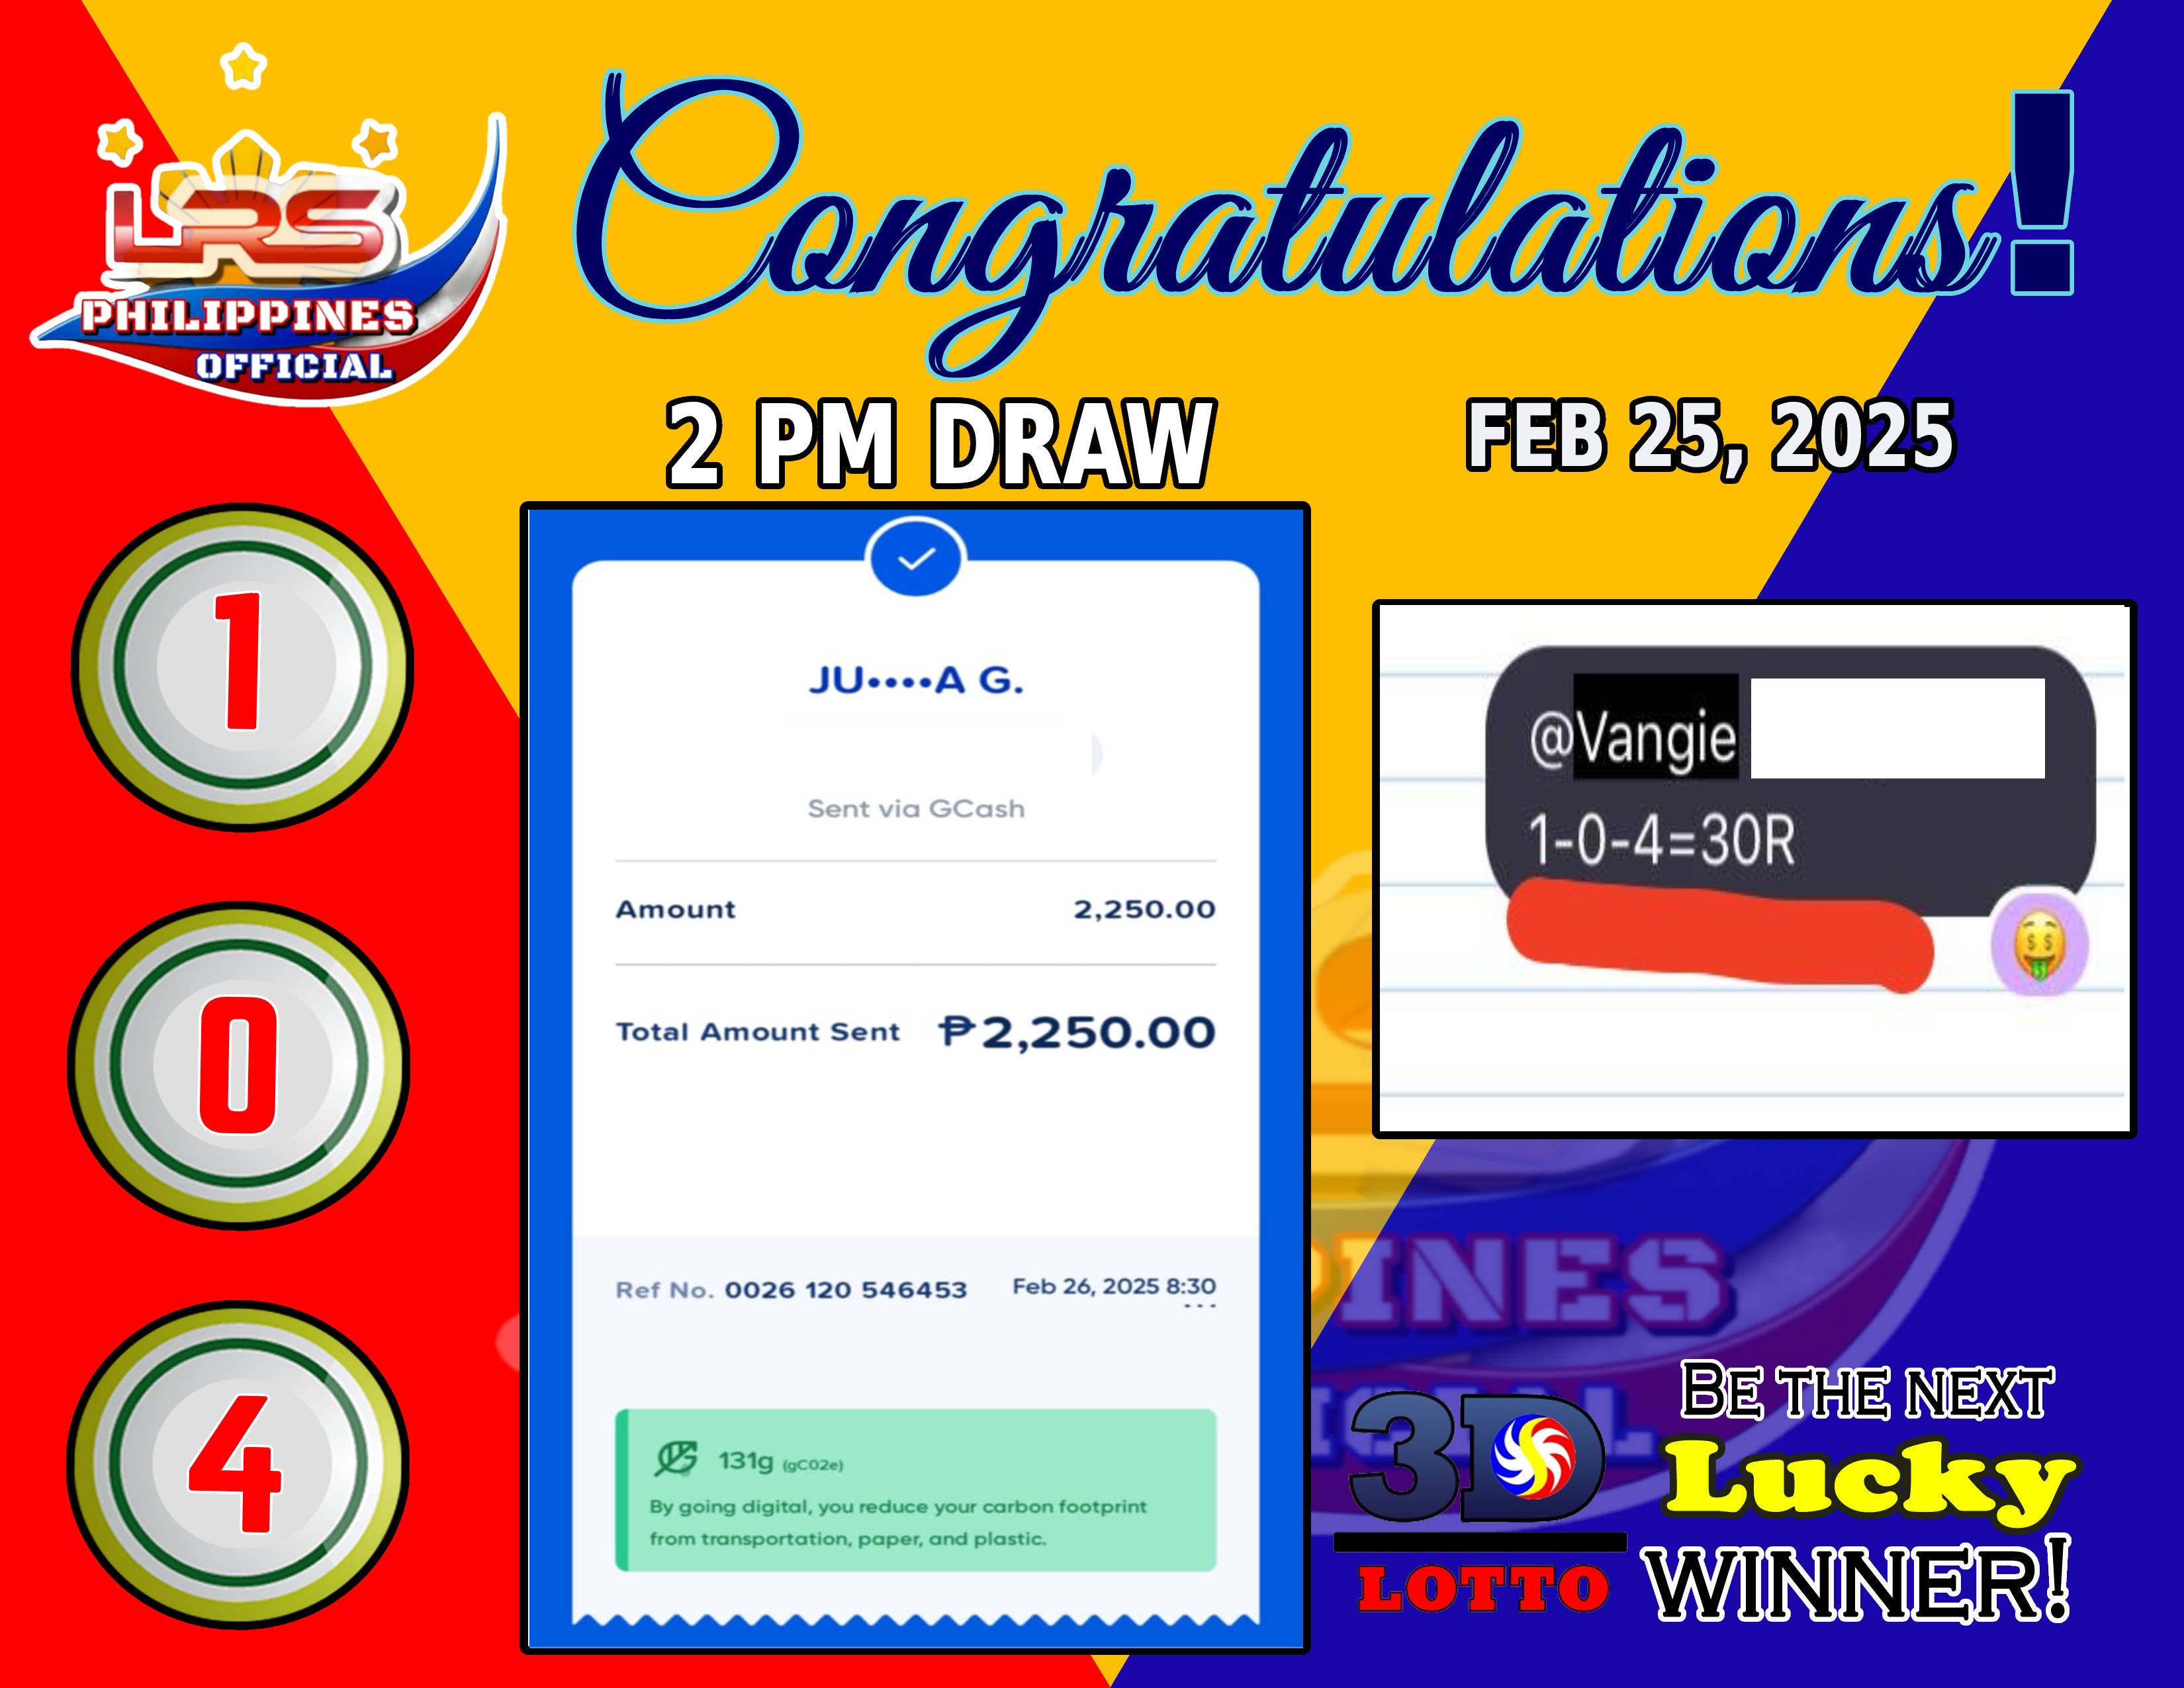 LRS
PHILIPPINES
OFFICIAL
Congratulations!
2 PM DRAW
FEB 25, 2025
1
0
4
JU••••A G.
Sent via GCash
Amount 2,250.00
Total Amount Sent ₱2,250.00
Ref No. 0026 120 546453 Feb 26, 2025 8:30
131g (gCO2e)
By going digital, you reduce your carbon footprint
from transportation, paper, and plastic.
@Vangie
1-0-4=30R
PINES
ICIAL
3D
LOTTO
BE THE NEXT
Lucky
WINNER!